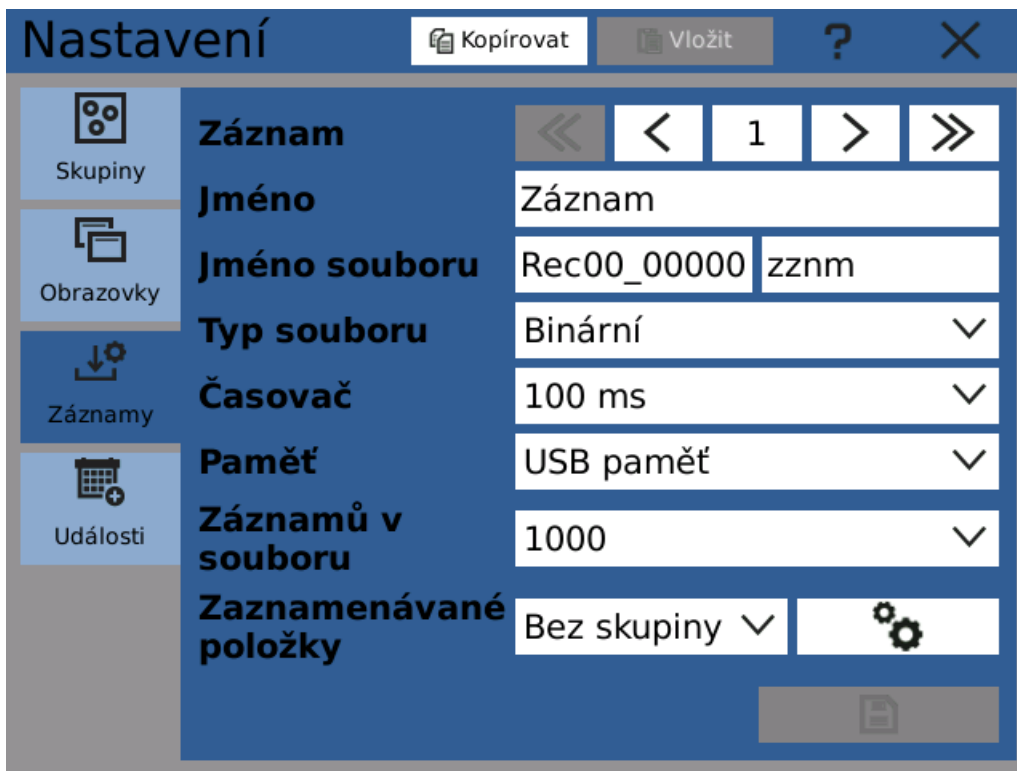 Nastavení
Kopírovat
Vložit
?
Skupiny
Obrazovky
Záznamy
Události
Záznam
1
Jméno
Záznam
Jméno souboru
Rec00_00000
zznm
Typ souboru
Binární
Časovač
100 ms
Paměť
USB paměť
Záznamů v
souboru
1000
Zaznamenávané
položky
Bez skupiny